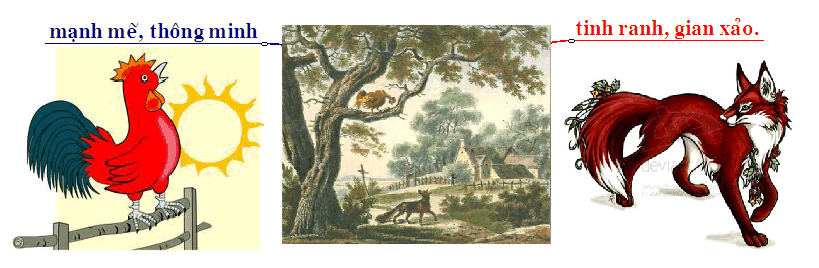 mạnh mẽ, thông minh
tinh ranh, gian xảo.